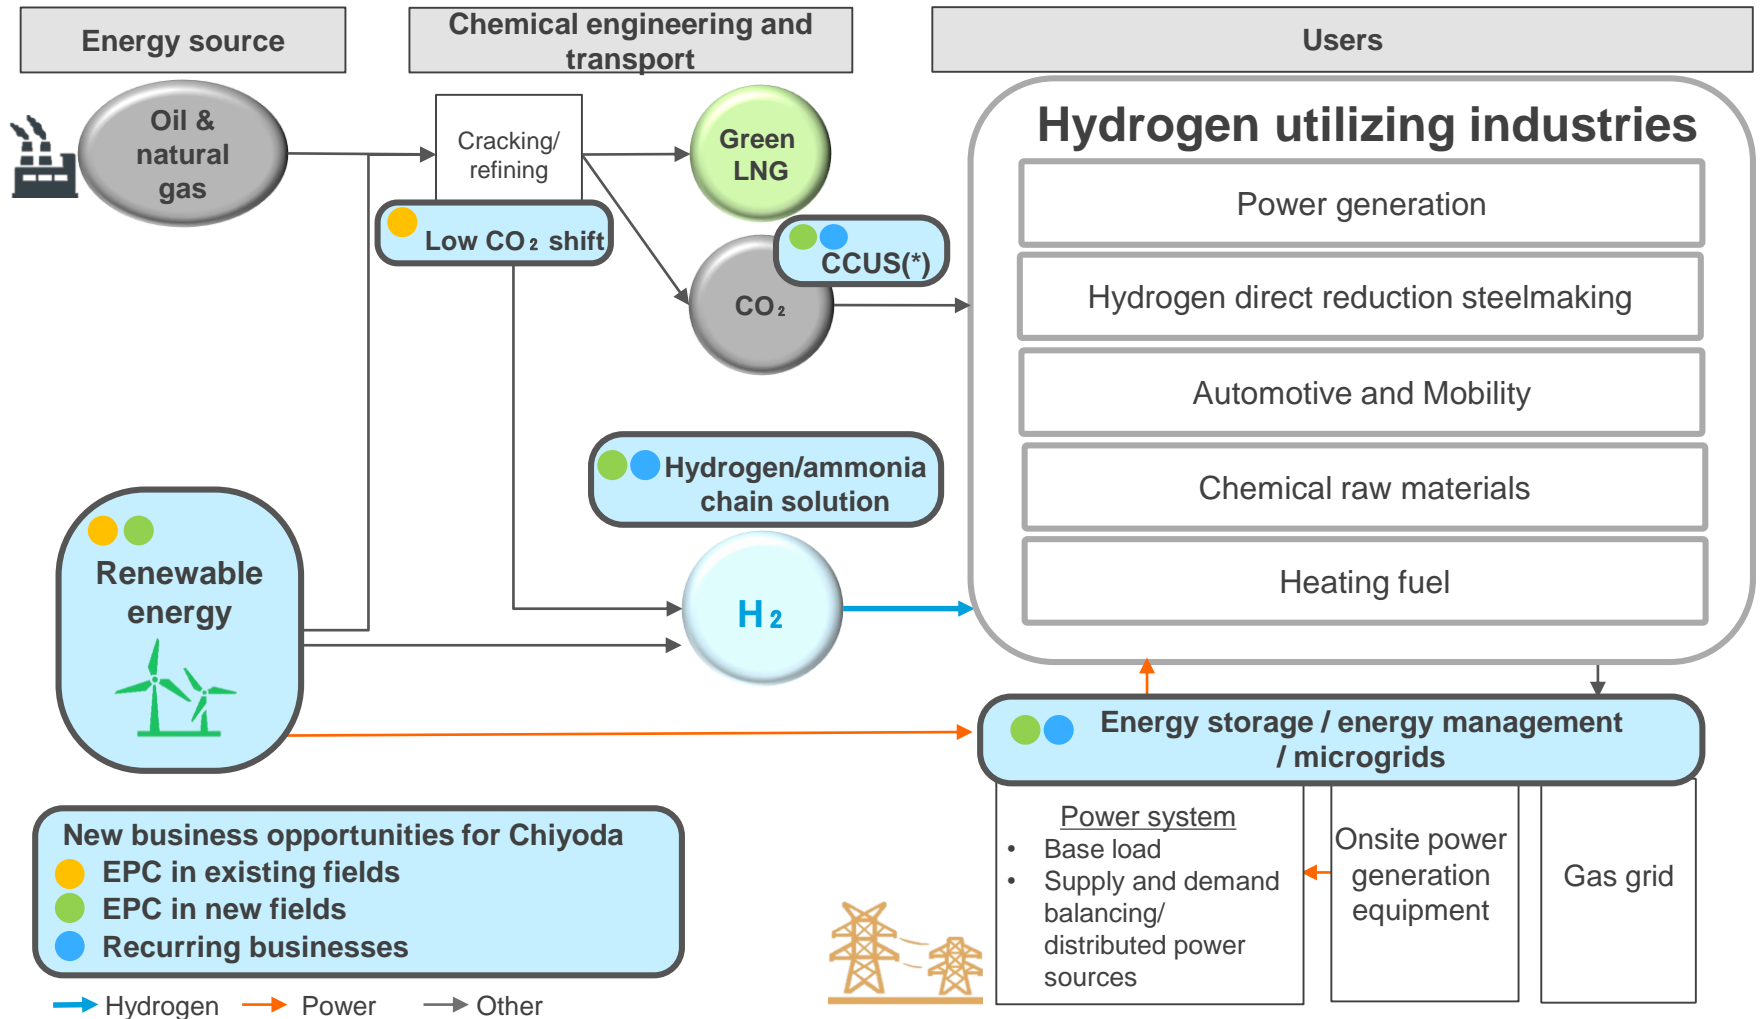 Energy source
Chemical engineering and
transport
Users
Oil &
natural
gas
Cracking/
refining
Low CO₂ shift
Green
LNG
CCUS(*)
CO₂
Hydrogen/ammonia
chain solution
H₂
Renewable
energy
Hydrogen utilizing industries
Power generation
Hydrogen direct reduction steelmaking
Automotive and Mobility
Chemical raw materials
Heating fuel
Energy storage / energy management
/ microgrids
Power system
• Base load
• Supply and demand
balancing/
distributed power
sources
Onsite power
generation
equipment
Gas grid
New business opportunities for Chiyoda
EPC in existing fields
EPC in new fields
Recurring businesses
Hydrogen
Power
Other